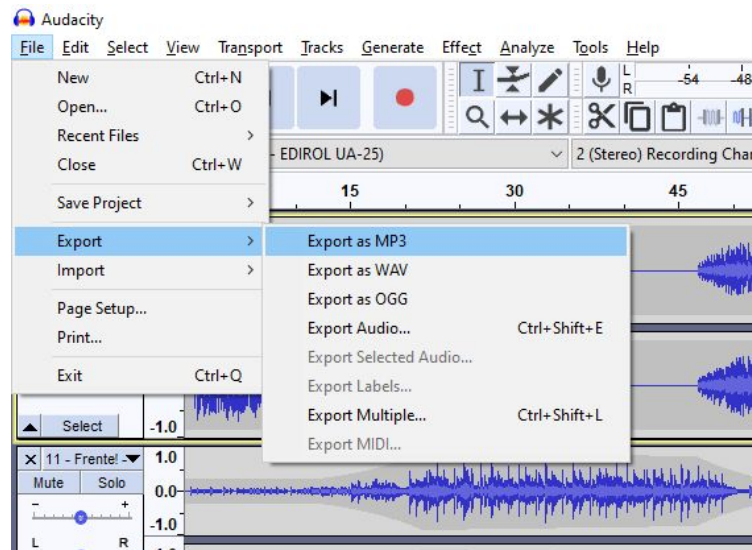 Audacity
File Edit Select View Transport Tracks Generate Effect Analyze Tools Help
New Ctrl+N
Open... Ctrl+O
Recent Files >
Close Ctrl+W
Save Project >
Export >
Import >
Page Setup...
Print...
Exit Ctrl+Q
L
R
-54 -48
- EDIROL UA-25)
2 (Stereo) Recording Cha
15 30 45
Export as MP3
Export as WAV
Export as OGG
Export Audio... Ctrl+Shift+E
Export Selected Audio...
Export Labels...
Export Multiple... Ctrl+Shift+L
Export MIDI...
Select -1.0
X 11 - Frente! - 1.0
Mute Solo 0.0
- +
-1.0
L R